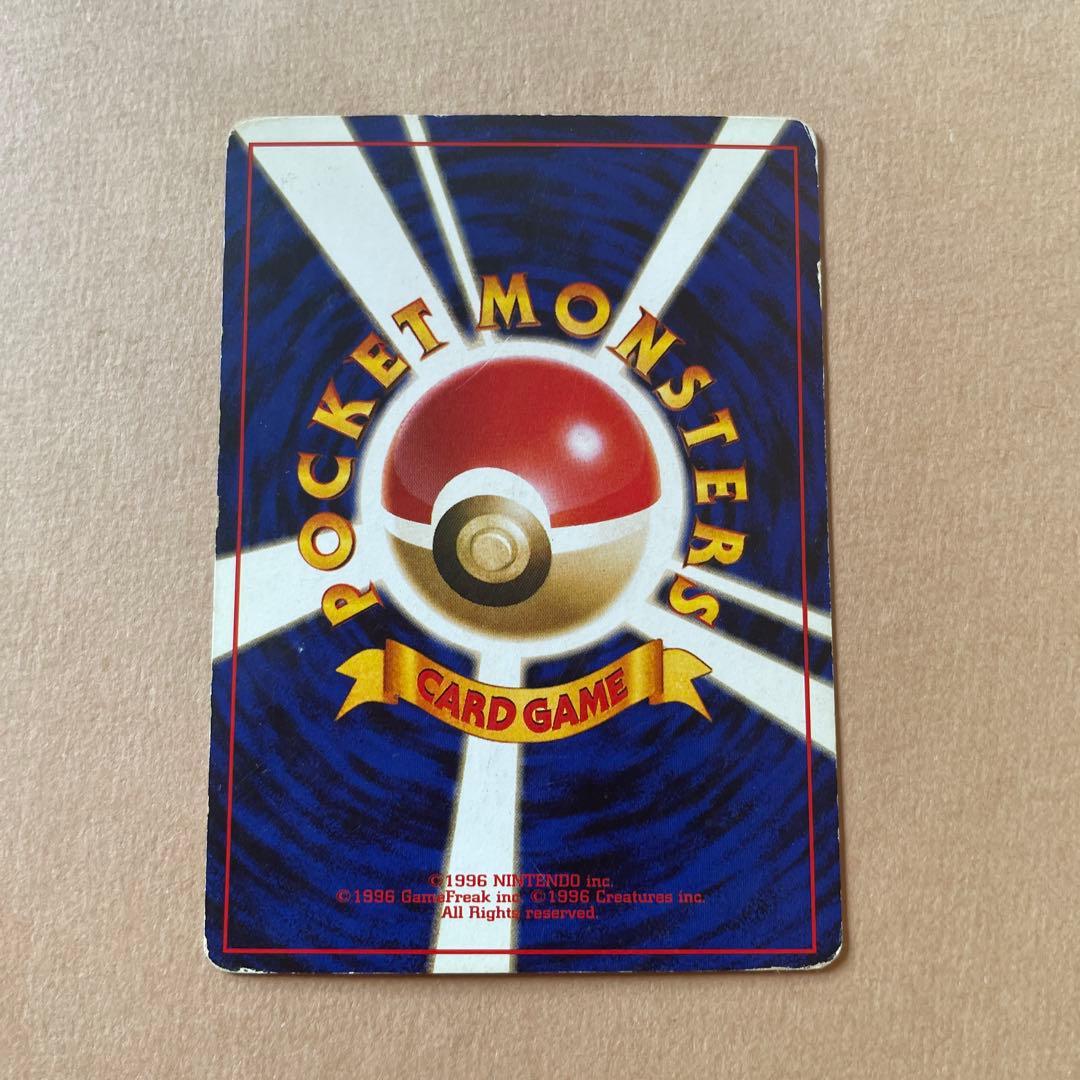 POCKET MONSTERS
CARD GAME
©1996 NINTENDO inc.
©1996 GameFreak inc. ©1996 Creatures inc.
All Rights reserved.